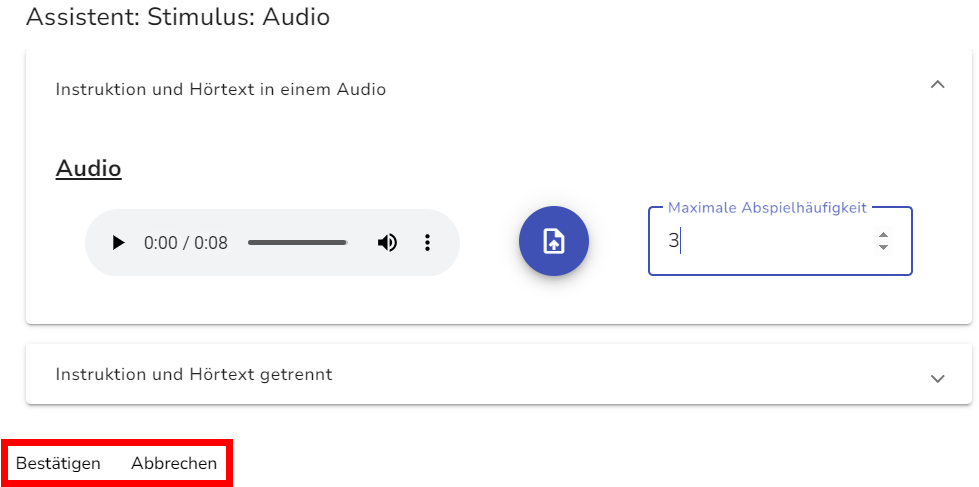 Assistent: Stimulus: Audio
Instruktion und Hörtext in einem Audio
Audio
Maximale Abspielhäufigkeit
0:00 / 0:08
3
Instruktion und Hörtext getrennt
Bestätigen Abbrechen